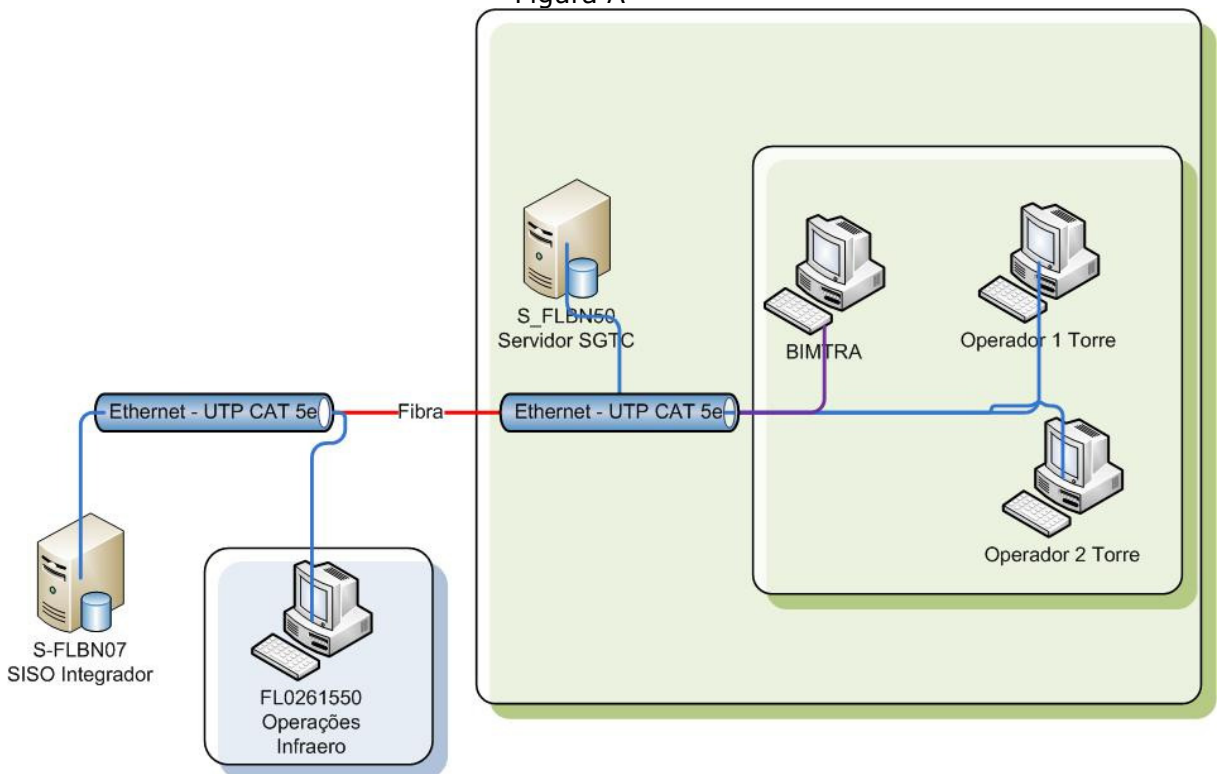 Figura A
S_FLBN50
Servidor SGTC
BIMTRA
Operador 1 Torre
Ethernet - UTP CAT 5e
Fibra
Ethernet - UTP CAT 5e
Operador 2 Torre
S-FLBN07
SISO Integrador
FL0261550
Operações
Infraero